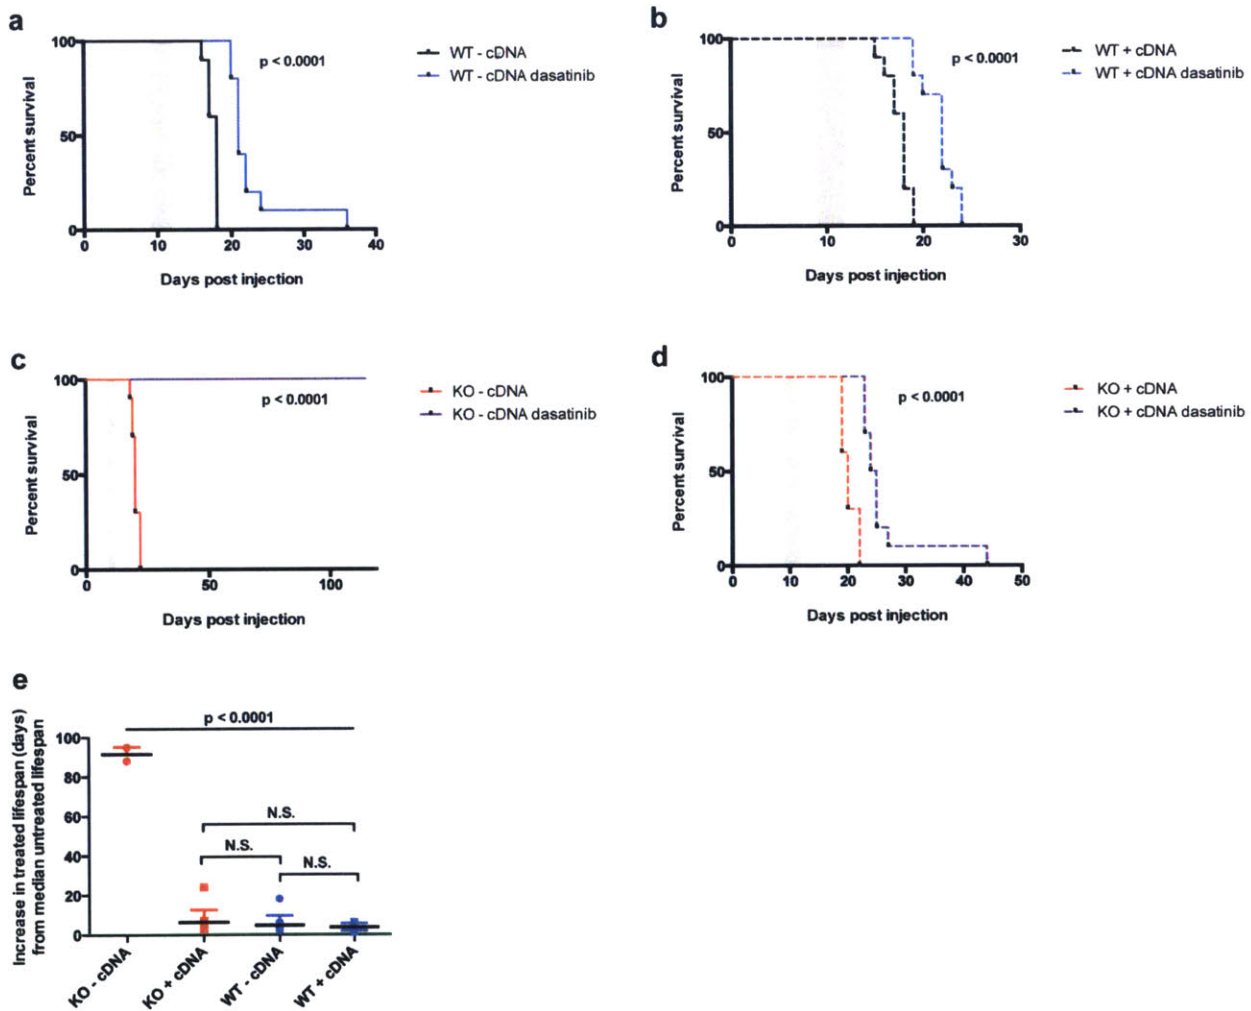 a
100
50
0
0 10 20 30 40
Percent survival
Days post injection
p < 0.0001
WT - cDNA
WT - cDNA dasatinib
b
100
50
0
0 10 20 30
Percent survival
Days post injection
p < 0.0001
WT + cDNA
WT + cDNA dasatinib
c
100
50
0
0 50 100
Percent survival
Days post injection
p < 0.0001
KO - cDNA
KO - cDNA dasatinib
d
100
50
0
0 10 20 30 40 50
Percent survival
Days post injection
p < 0.0001
KO + cDNA
KO + cDNA dasatinib
e
Increase in treated lifespan (days)
from median untreated lifespan
100
80
60
40
20
0
p < 0.0001
N.S.
N.S.
N.S.
KO - cDNA
KO + cDNA
WT - cDNA
WT + cDNA